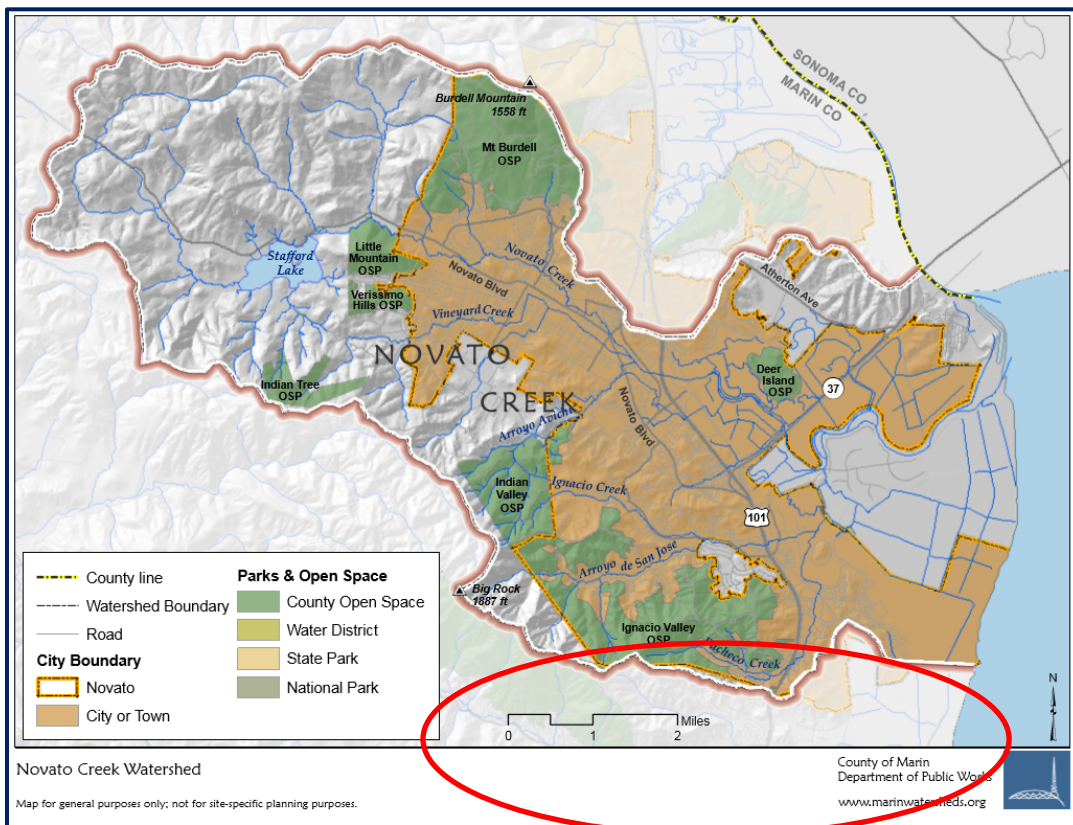 SONOMA CO
MARIN CO
Burdell Mountain
1558 ft
Mt Burdell
OSP
Stafford
Lake
Little
Mountain
OSP
Verissimo
Hills OSP
Novato Blvd
Novato Creek
Vineyard Creek
Atherton Ave
NOVATO
CREEK
Indian Tree
OSP
Deer
Island
OSP
37
Novato Blvd
Arroyo Avichi
Indian
Valley
OSP
Ignacio Creek
101
Arroyo de San Jose
Big Rock
1887 ft
Ignacio Valley
OSP
Pacheco Creek
County line
Watershed Boundary
Road
City Boundary
Novato
City or Town
Parks & Open Space
County Open Space
Water District
State Park
National Park
Miles
0 1 2
N
Novato Creek Watershed
Map for general purposes only; not for site-specific planning purposes.
County of Marin
Department of Public Works
www.marinwatersheds.org